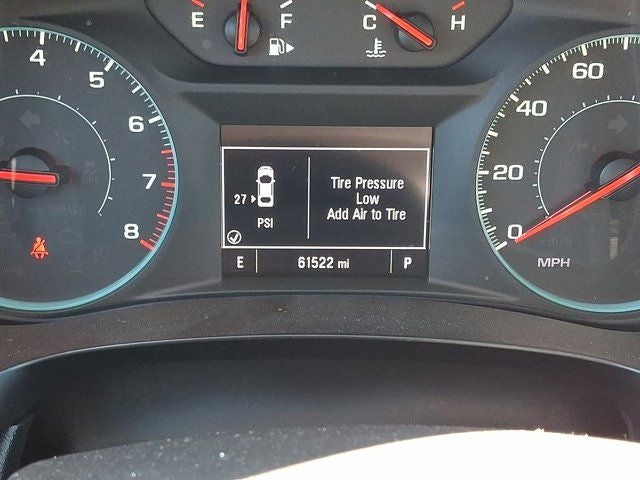 E F C H
4
5
6
7
8
60
40
20
0
MPH
27
PSI
Tire Pressure
Low
Add Air to Tire
E 61522 mi P